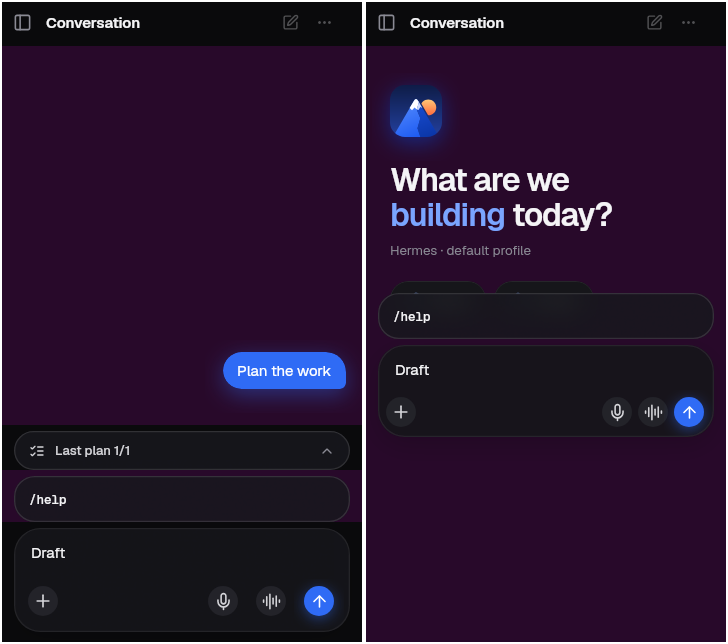 Conversation
Plan the work
Last plan 1/1
/help
Draft
Conversation
What are we
building today?
Hermes · default profile
/help
Draft